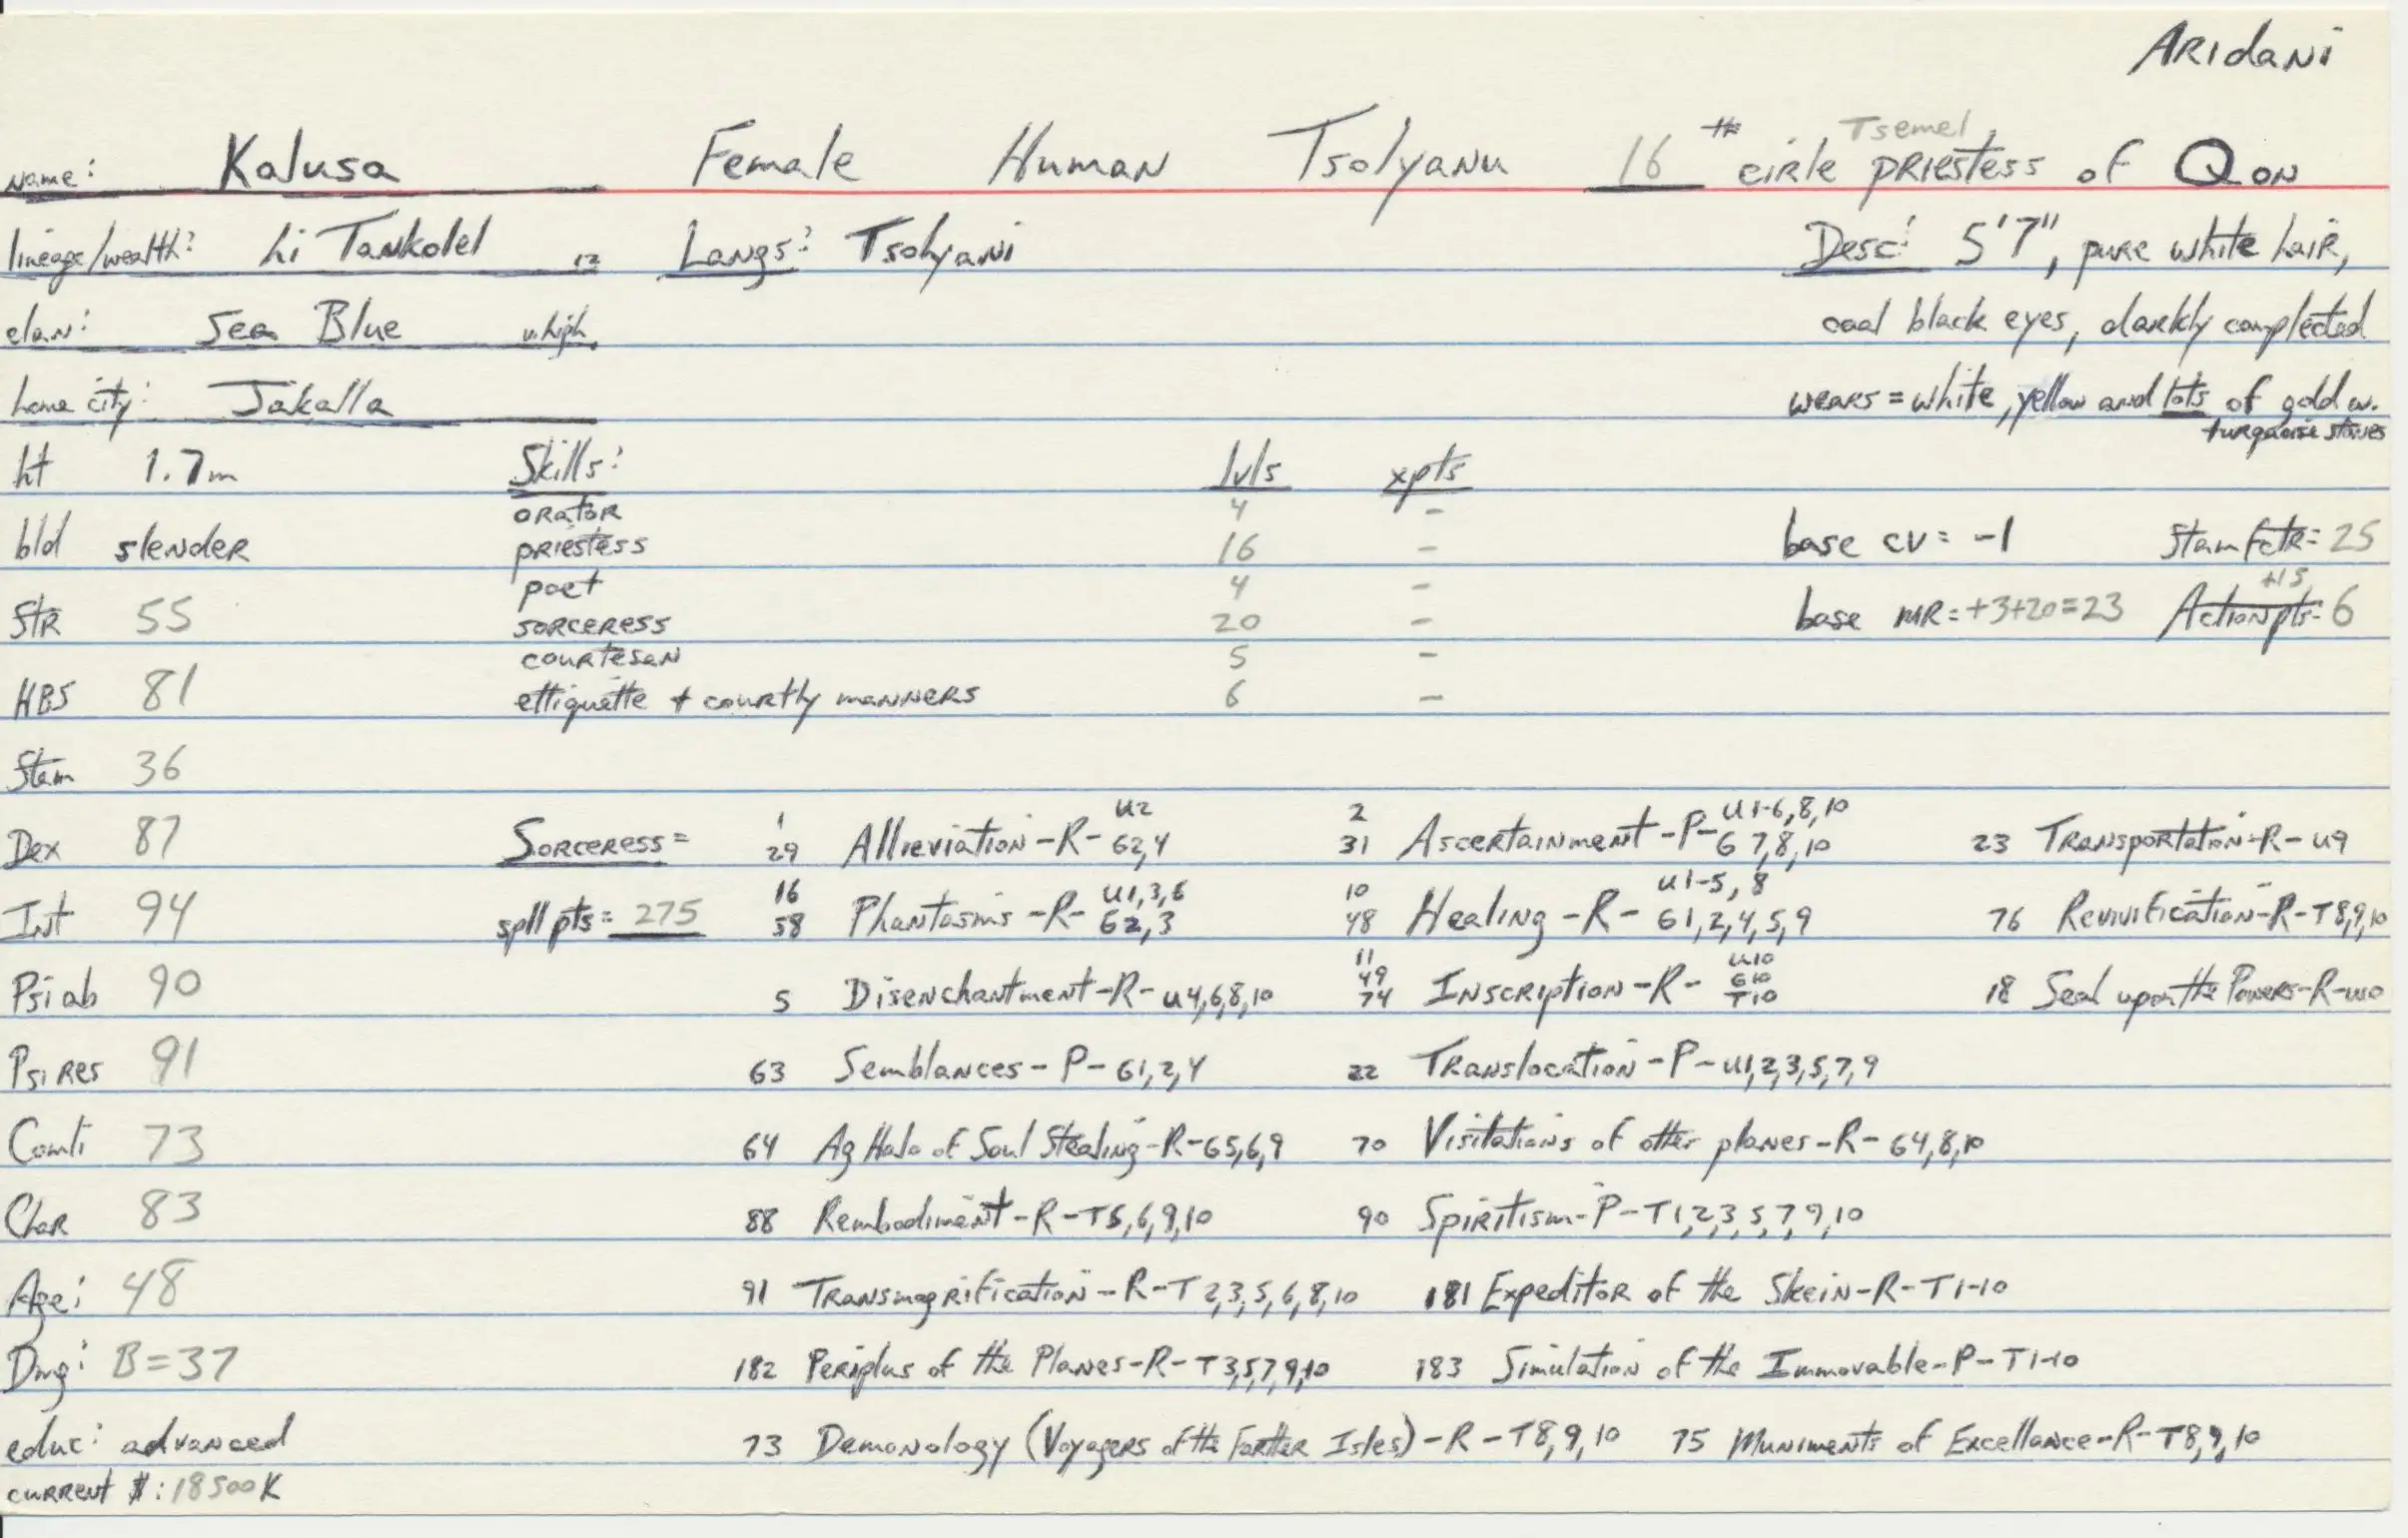 ARIdANi
Tsemel
Name: Kalusa Female Human Tsolyanu 16 th cirle priestess of Qon
lineage/wealth: hi Tankolel 12 Langs: Tsolyani Desc: 5'7", pure white hair,
clan: Sea Blue v.high coal black eyes, darkly complected
home city: Jakalla wears = white, yellow and lots of gold w.
turquoise stones
ht 1.7m Skills: lvls xpts
orator 4 -
bld slender priestess 16 - base cv = -1 Stam fctr= 25
poet 4 - +15
Str 55 sorceress 20 - base MR = +3+20=23 Action pts: 6
courtesan 5 -
HBS 81 ettiquette + courtly manners 6 -
Stam 36
1 U2 2 U1-6,8,10
Dex 87 Sorceress = 29 Allieviation-R- G2,4 31 Ascertainment-P- G 7,8,10 23 Transportation-R-U9
16 U1,3,6 10 U1-5, 8
Int 94 spll pts= 275 58 Phantasms-R- G2,3 48 Healing-R- G1,2,4,5,9 76 Revivification-R-T8,9,10
11 U10
49 G10
Psi ab 90 5 Disenchantment-R-U4,6,8,10 74 Inscription-R- T10 18 Seal upon the Powers-R-U10
Psi Res 91 63 Semblances-P-G1,2,4 22 Translocation-P-U1,2,3,5,7,9
Comli 73 64 Ag Halo of Soul Stealing-R-G5,6,9 70 Visitations of other planes-R-G4,8,10
Char 83 88 Rembodiment-R-T5,6,9,10 90 Spiritism-P-T1,2,3,5,7,9,10
Age: 48 91 Transmogrification-R-T 2,3,5,6,8,10 181 Expeditor of the Skein-R-T1-10
Dmg: B=37 182 Periplus of the Planes-R-T3,5,7,9,10 183 Simulation of the Immovable-P-T1-10
educ: advanced 73 Demonology (Voyagers of the Farther Isles)-R-T8,9,10 75 Muniments of Excellance-R-T8,9,10
current $: 18500K